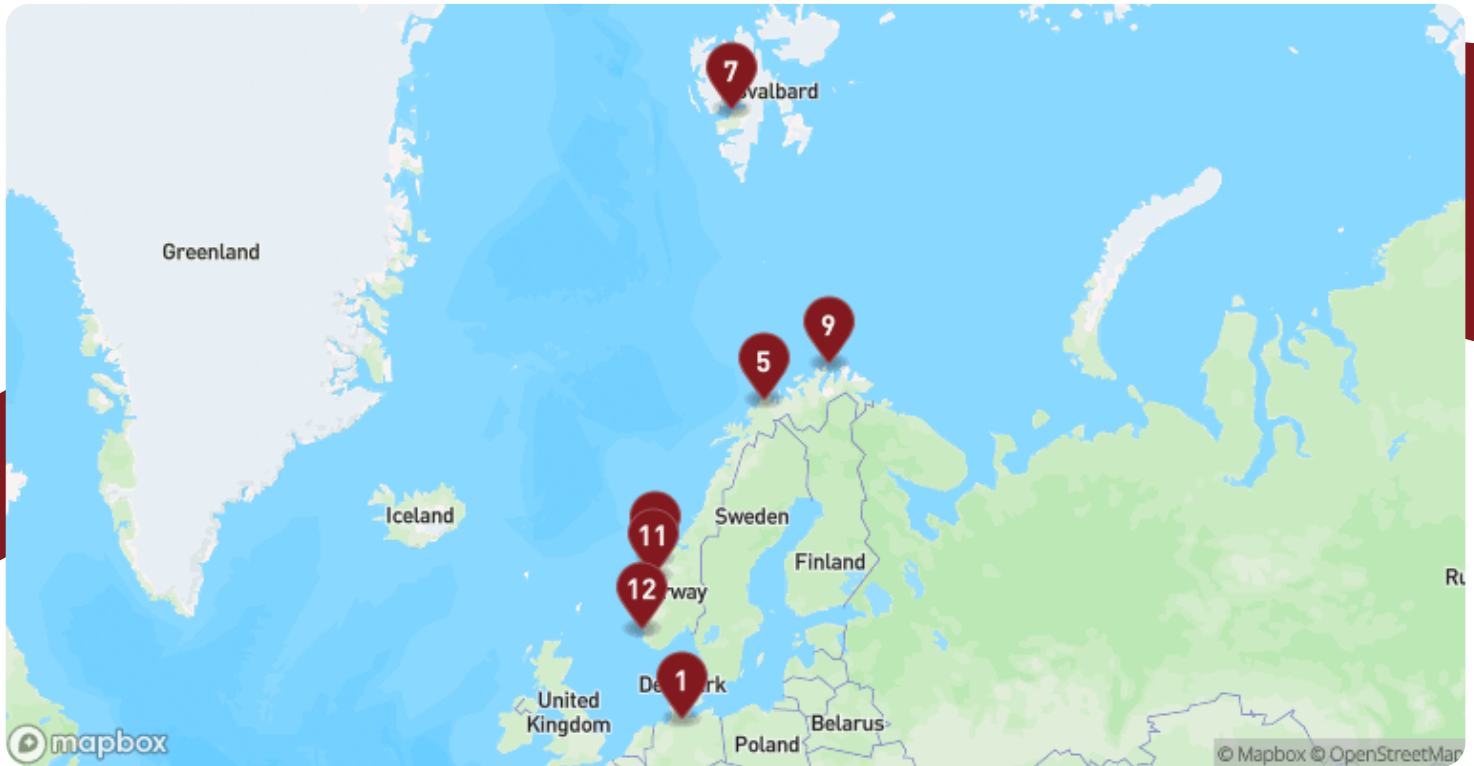 7
valbard
Greenland
9
5
Iceland
Sweden
11
Finland
12
rway
Ru
1
De rk
United
Kingdom
Belarus
Poland
mapbox
© Mapbox © OpenStreetMap